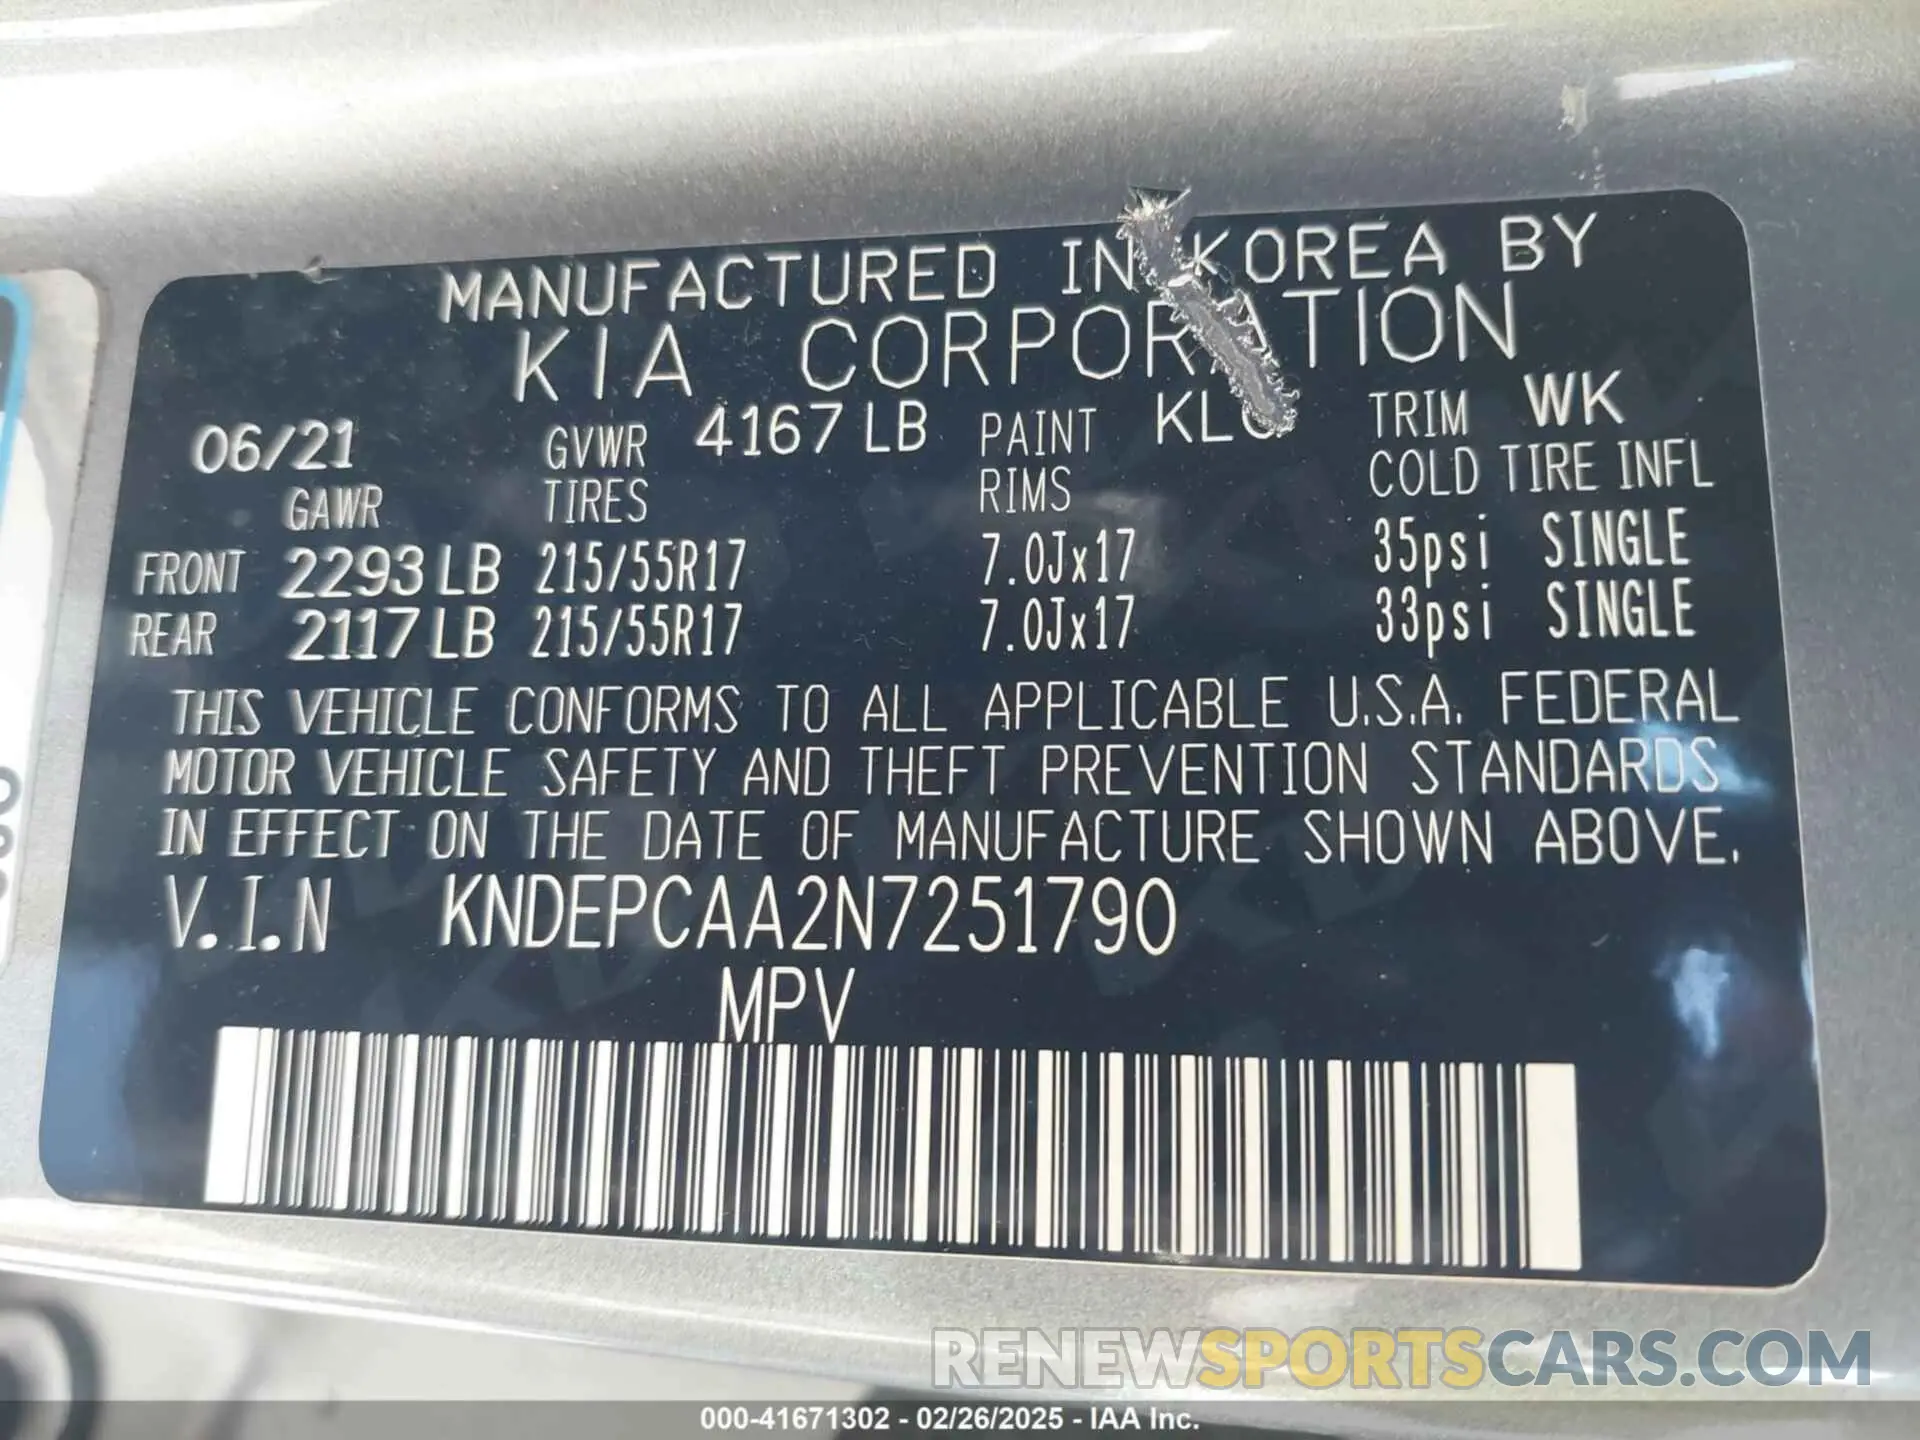 MANUFACTURED IN KOREA BY
KIA CORPORATION
06/21 GVWR 4167 LB PAINT TRIM WK
GAWR TIRES RIMS COLD TIRE INFL
FRONT 2293 LB 215/55R17 7.0Jx17 35psi SINGLE
REAR 2117 LB 215/55R17 7.0Jx17 33psi SINGLE
THIS VEHICLE CONFORMS TO ALL APPLICABLE U.S.A. FEDERAL
MOTOR VEHICLE SAFETY AND THEFT PREVENTION STANDARDS
IN EFFECT ON THE DATE OF MANUFACTURE SHOWN ABOVE.
V.I.N KNDEPCAA2N7251790
MPV
RENEWSPORTSCARS.COM
000-41671302 - 02/26/2025 - IAA Inc.